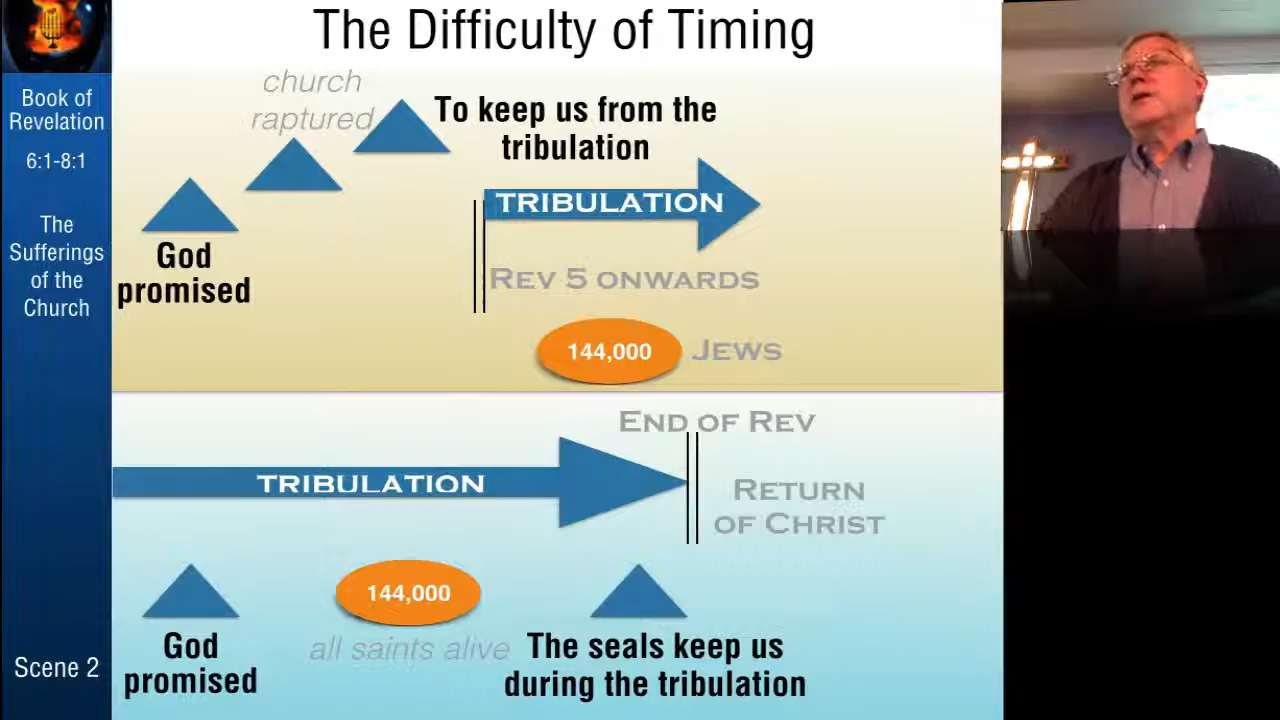 The Difficulty of Timing
Book of
Revelation
6:1-8:1
The
Sufferings
of the
Church
Scene 2
church
raptured
To keep us from the
tribulation
TRIBULATION
God
promised
REV 5 ONWARDS
144,000
JEWS
END OF REV
TRIBULATION
RETURN
OF CHRIST
144,000
all saints alive
God
promised
The seals keep us
during the tribulation